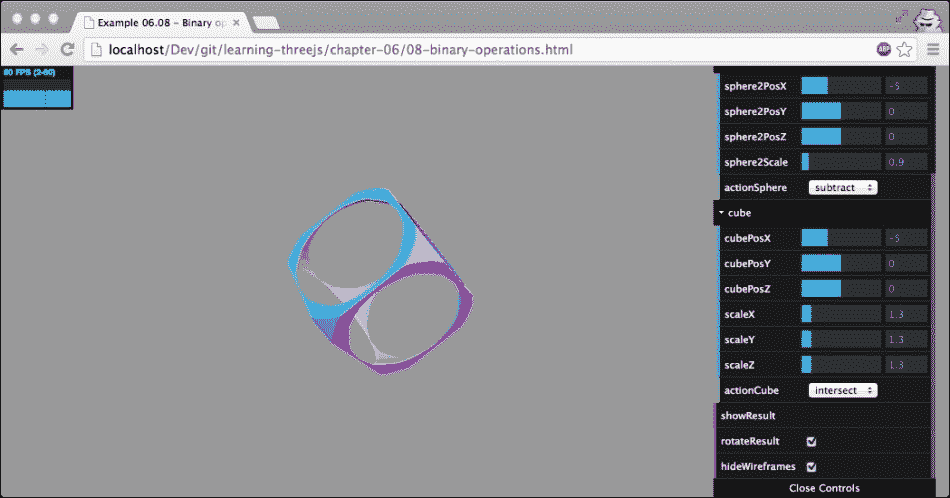 Example 06.08 - Binary op
localhost/Dev/git/learning-threejs/chapter-06/08-binary-operations.html
ABP
60 FPS (2-60)
sphere2PosX -5
sphere2PosY 0
sphere2PosZ 0
sphere2Scale 0.9
actionSphere subtract
cube
cubePosX -5
cubePosY 0
cubePosZ 0
scaleX 1.3
scaleY 1.3
scaleZ 1.3
actionCube intersect
showResult
rotateResult
hideWireframes
Close Controls